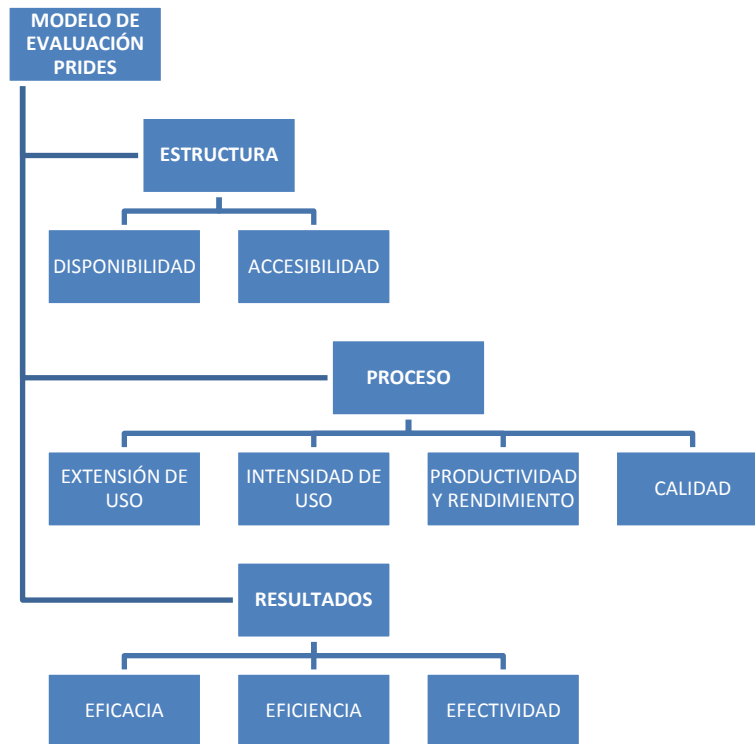 MODELO DE
EVALUACIÓN
PRIDES
ESTRUCTURA
DISPONIBILIDAD
ACCESIBILIDAD
PROCESO
EXTENSIÓN DE
USO
INTENSIDAD DE
USO
PRODUCTIVIDAD
Y RENDIMIENTO
CALIDAD
RESULTADOS
EFICACIA
EFICIENCIA
EFECTIVIDAD